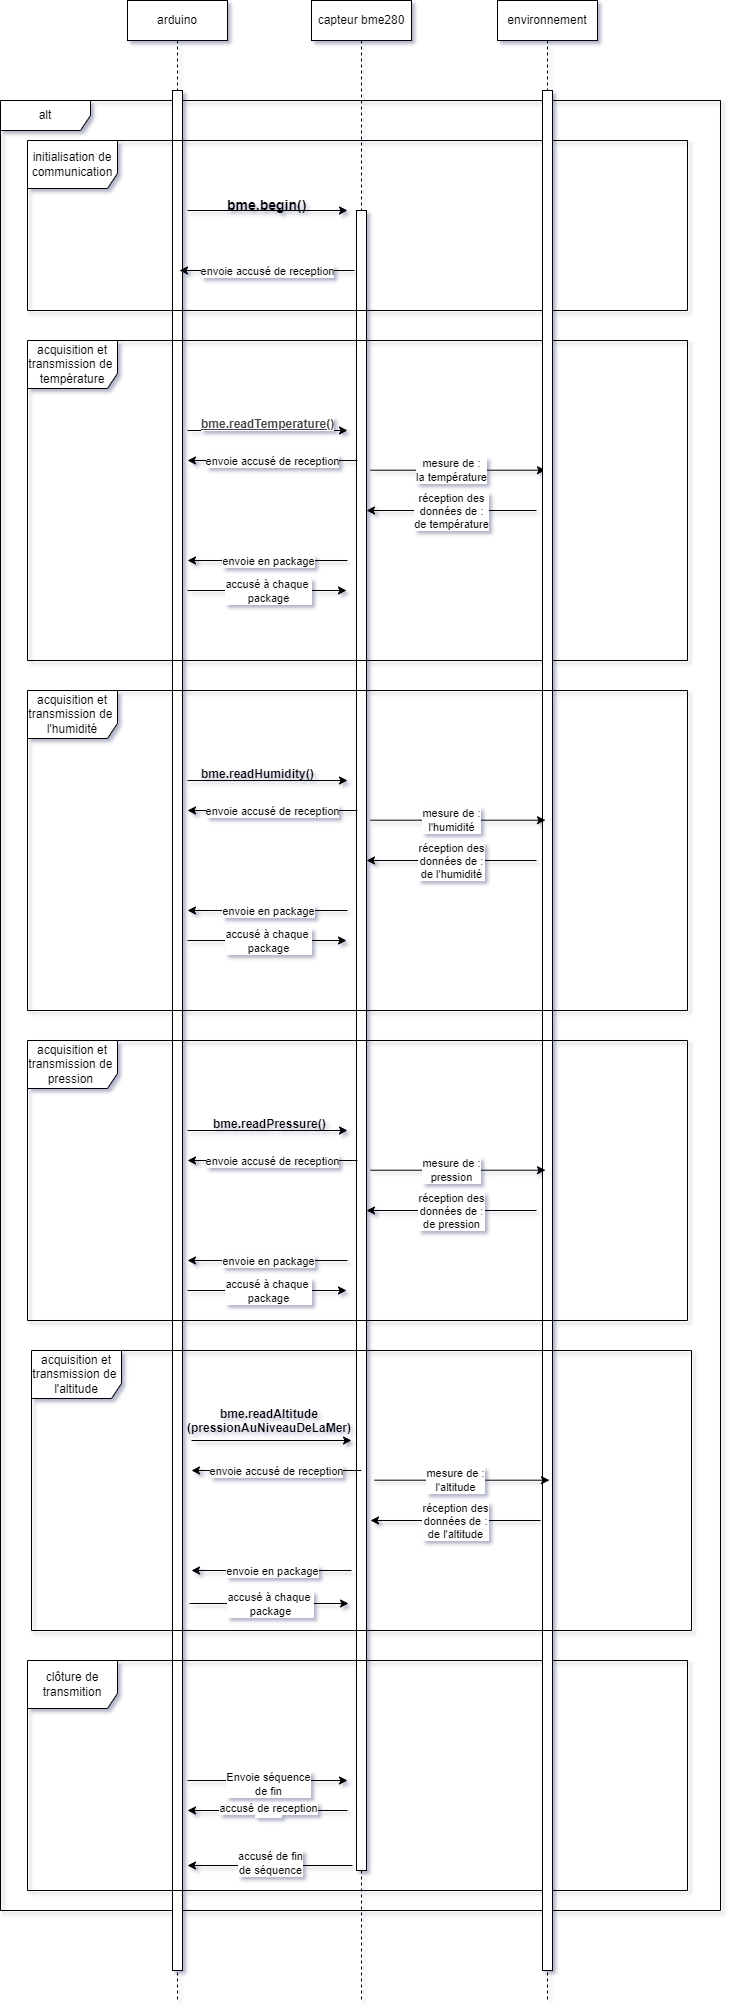 arduino
capteur bme280
environnement
alt
initialisation de
communication
bme.begin()
envoie accusé de reception
acquisition et
transmission de
température
bme.readTemperature()
envoie accusé de reception
mesure de :
la température
réception des
données de :
de température
envoie en package
accusé à chaque
package
acquisition et
transmission de
l'humidité
bme.readHumidity()
envoie accusé de reception
mesure de :
l'humidité
réception des
données de :
de l'humidité
envoie en package
accusé à chaque
package
acquisition et
transmission de
pression
bme.readPressure()
envoie accusé de reception
mesure de :
pression
réception des
données de :
de pression
envoie en package
accusé à chaque
package
acquisition et
transmission de
l'altitude
bme.readAltitude
(pressionAuNiveauDeLaMer)
envoie accusé de reception
mesure de :
l'altitude
réception des
données de :
de l'altitude
envoie en package
accusé à chaque
package
clôture de
transmition
Envoie séquence
de fin
accusé de reception
accusé de fin
de séquence